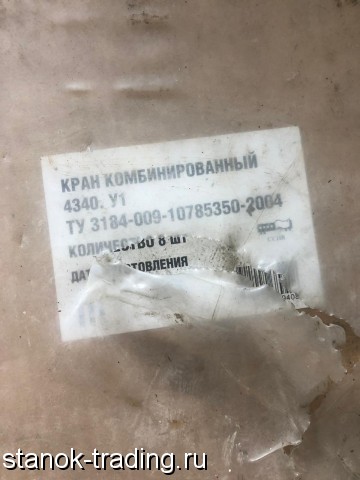 КРАН КОМБИНИРОВАННЫЙ
4340. У1
ТУ 3184-009-10785350-2004
КОЛИЧЕСТВО 8 ШТ
stanok-trading.ru